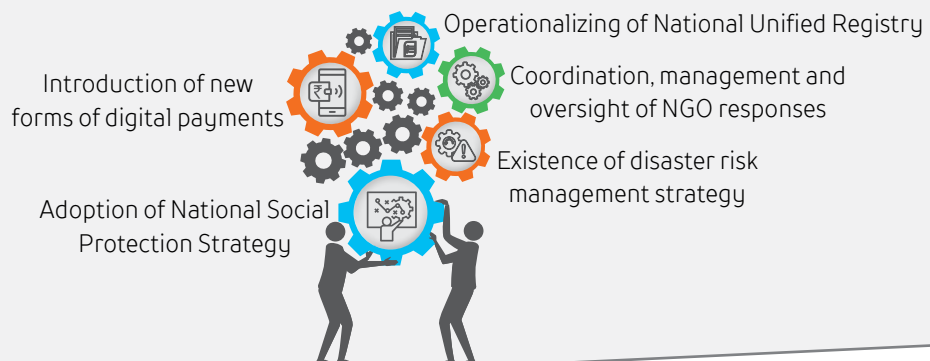 Operationalizing of National Unified Registry
Introduction of new
forms of digital payments
Coordination, management and
oversight of NGO responses
Existence of disaster risk
management strategy
Adoption of National Social
Protection Strategy